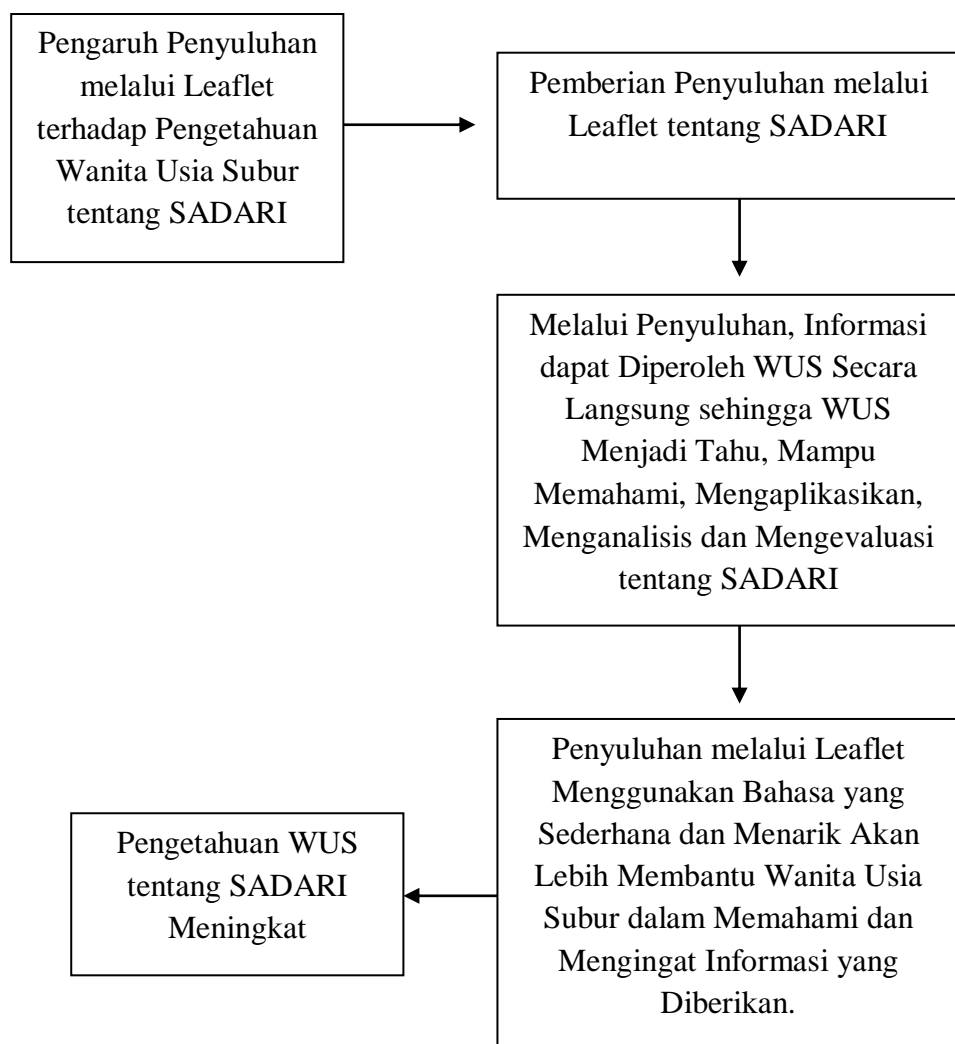 Pengaruh Penyuluhan
melalui Leaflet
terhadap Pengetahuan
Wanita Usia Subur
tentang SADARI
Pemberian Penyuluhan melalui
Leaflet tentang SADARI
Melalui Penyuluhan, Informasi
dapat Diperoleh WUS Secara
Langsung sehingga WUS
Menjadi Tahu, Mampu
Memahami, Mengaplikasikan,
Menganalisis dan Mengevaluasi
tentang SADARI
Penyuluhan melalui Leaflet
Menggunakan Bahasa yang
Sederhana dan Menarik Akan
Lebih Membantu Wanita Usia
Subur dalam Memahami dan
Mengingat Informasi yang
Diberikan.
Pengetahuan WUS
tentang SADARI
Meningkat